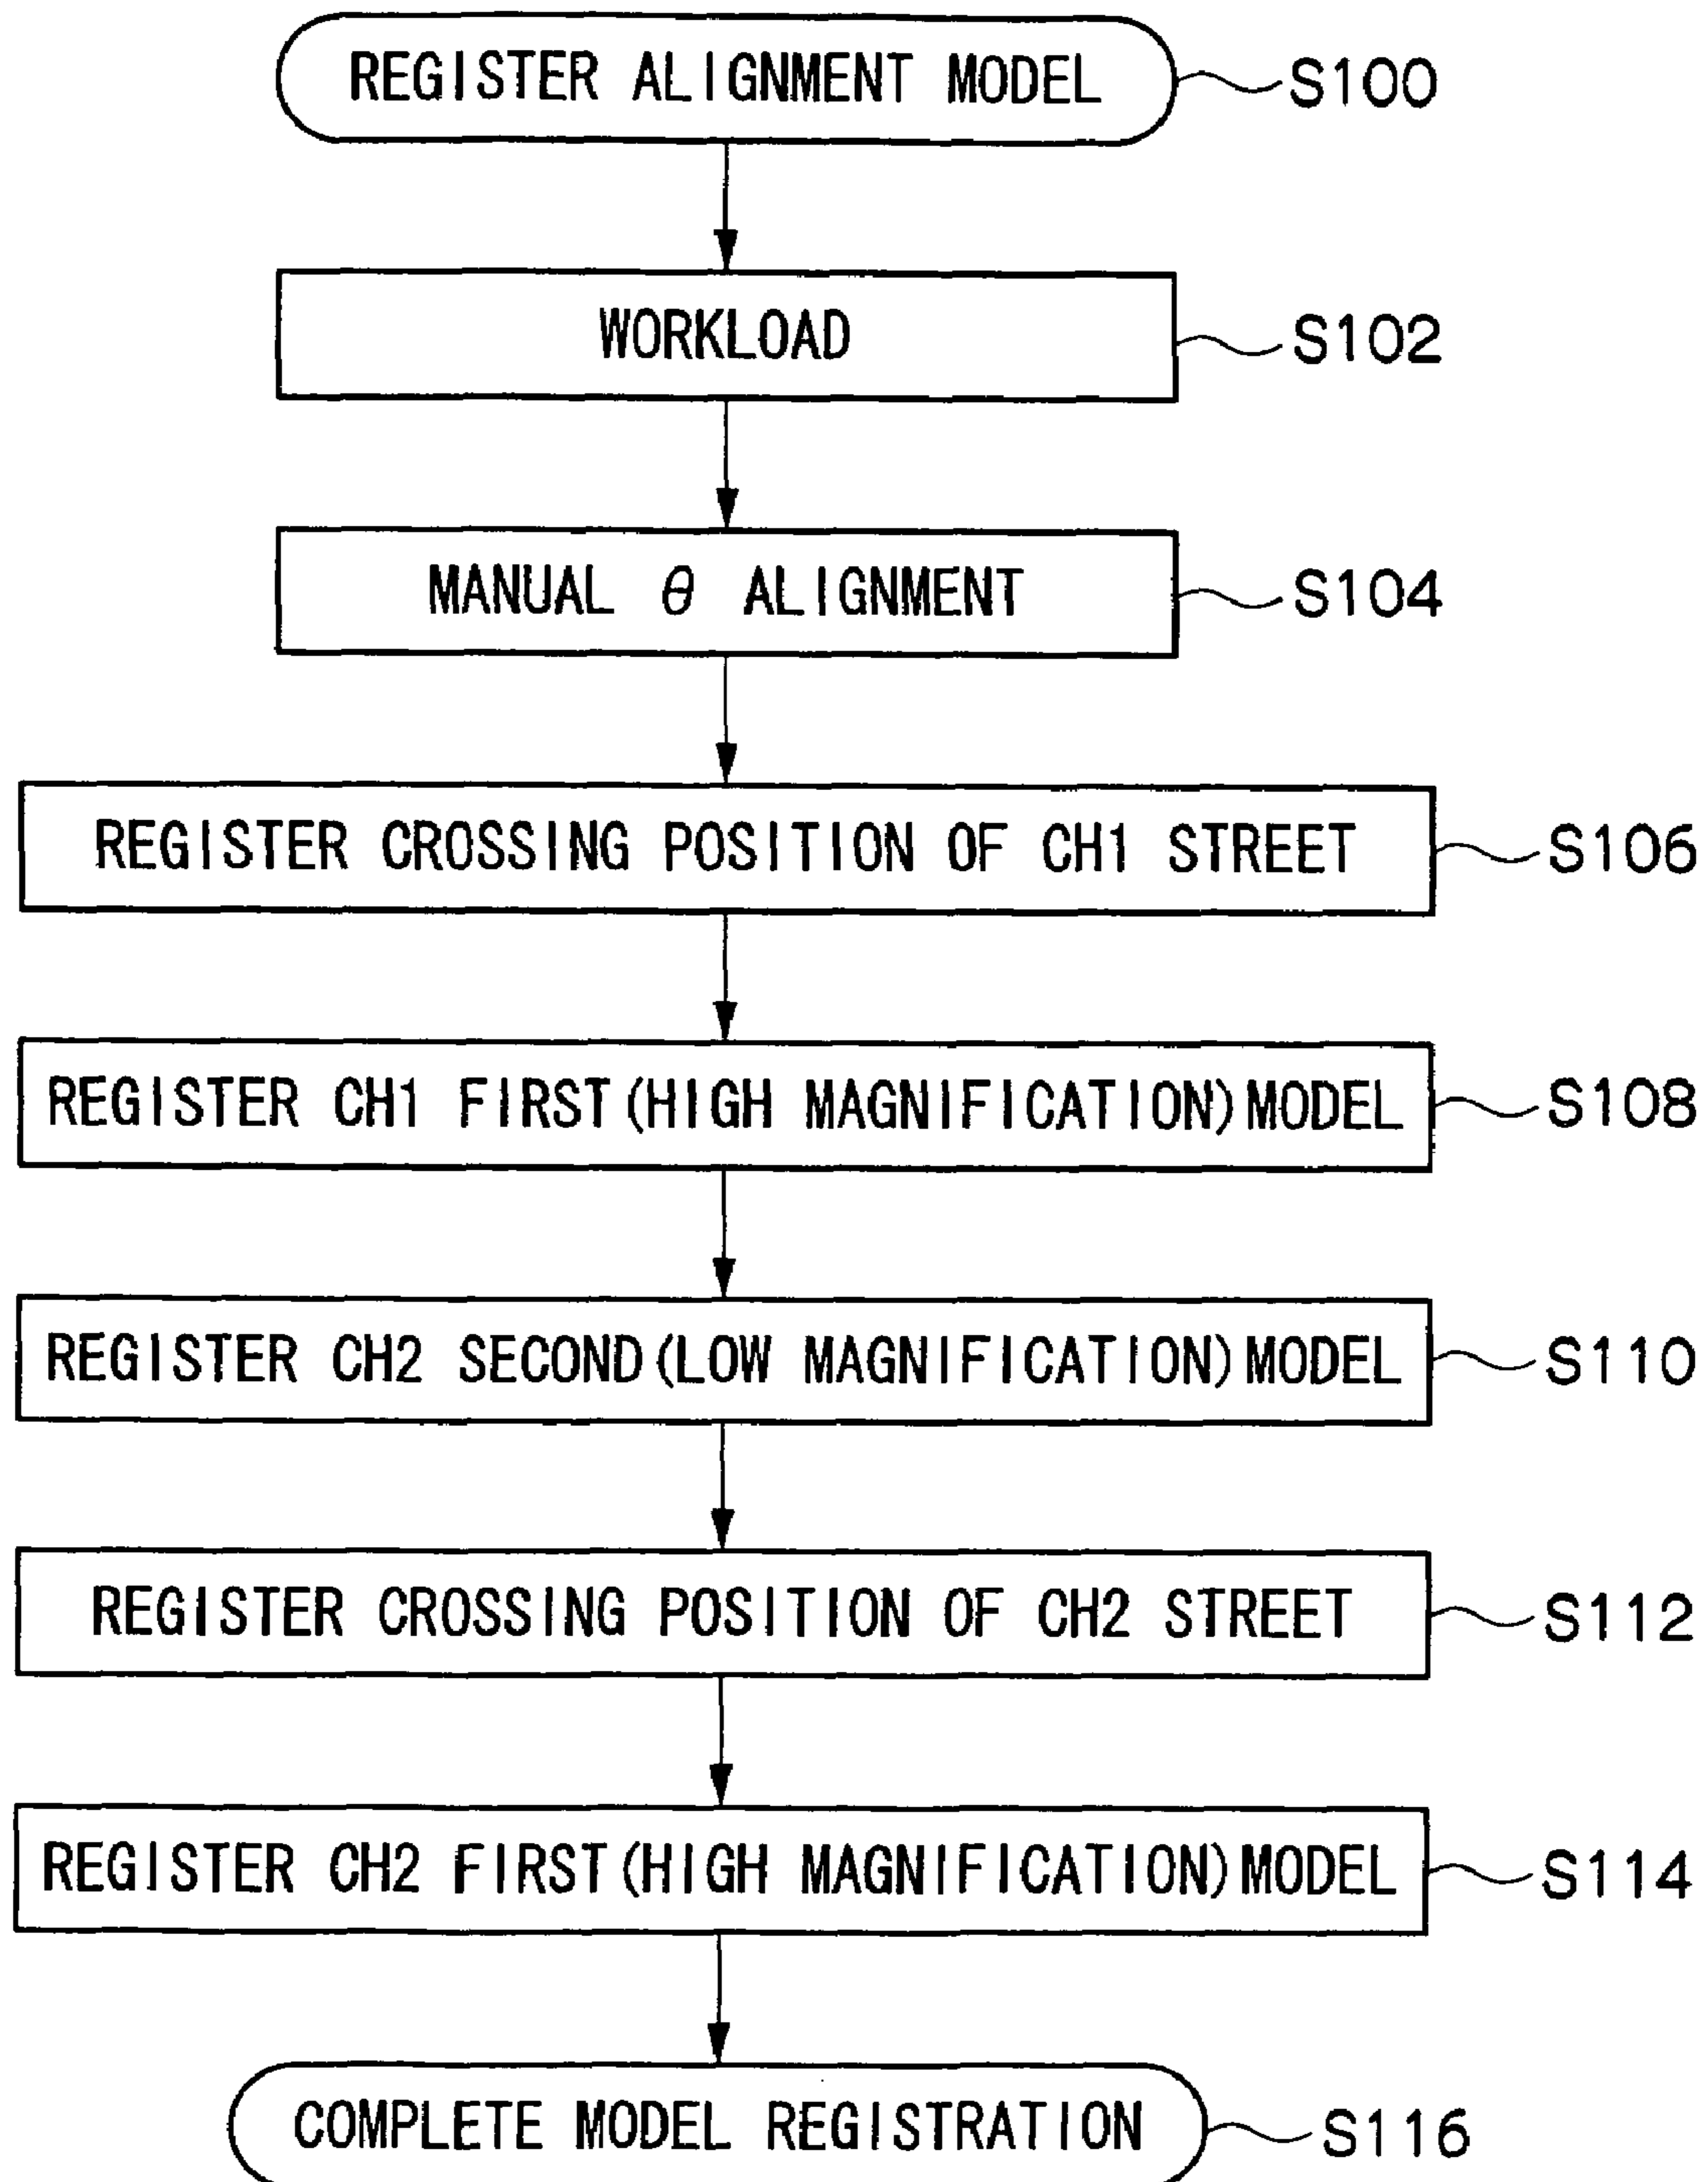 REGISTER ALIGNMENT MODEL S100
WORKLOAD S102
MANUAL θ ALIGNMENT S104
REGISTER CROSSING POSITION OF CH1 STREET S106
REGISTER CH1 FIRST(HIGH MAGNIFICATION)MODEL S108
REGISTER CH2 SECOND(LOW MAGNIFICATION)MODEL S110
REGISTER CROSSING POSITION OF CH2 STREET S112
REGISTER CH2 FIRST(HIGH MAGNIFICATION)MODEL S114
COMPLETE MODEL REGISTRATION S116